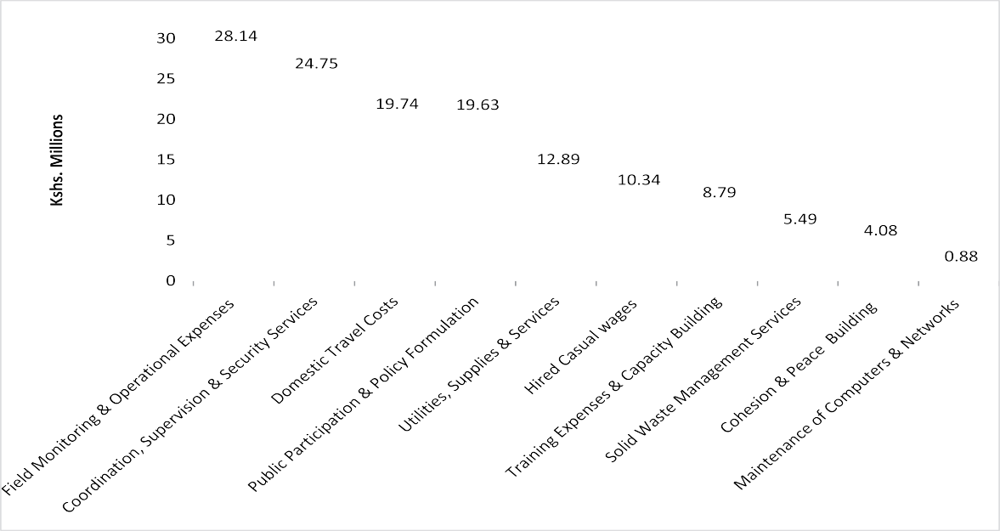 Kshs. Millions
30
25
20
15
10
5
0
28.14
24.75
19.74
19.63
12.89
10.34
8.79
5.49
4.08
0.88
Field Monitoring & Operational Expenses
Coordination, Supervision & Security Services
Domestic Travel Costs
Public Participation & Policy Formulation
Utilities, Supplies & Services
Hired Casual wages
Training Expenses & Capacity Building
Solid Waste Management Services
Cohesion & Peace Building
Maintenance of Computers & Networks